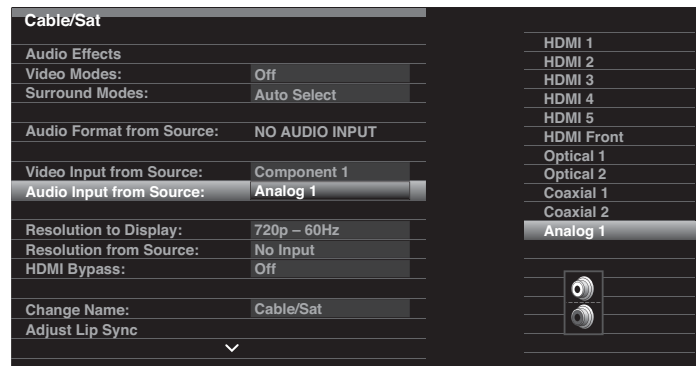 Cable/Sat
Audio Effects
Video Modes: Off
Surround Modes: Auto Select
Audio Format from Source: NO AUDIO INPUT
Video Input from Source: Component 1
Audio Input from Source: Analog 1
Resolution to Display: 720p – 60Hz
Resolution from Source: No Input
HDMI Bypass: Off
Change Name: Cable/Sat
Adjust Lip Sync
HDMI 1
HDMI 2
HDMI 3
HDMI 4
HDMI 5
HDMI Front
Optical 1
Optical 2
Coaxial 1
Coaxial 2
Analog 1